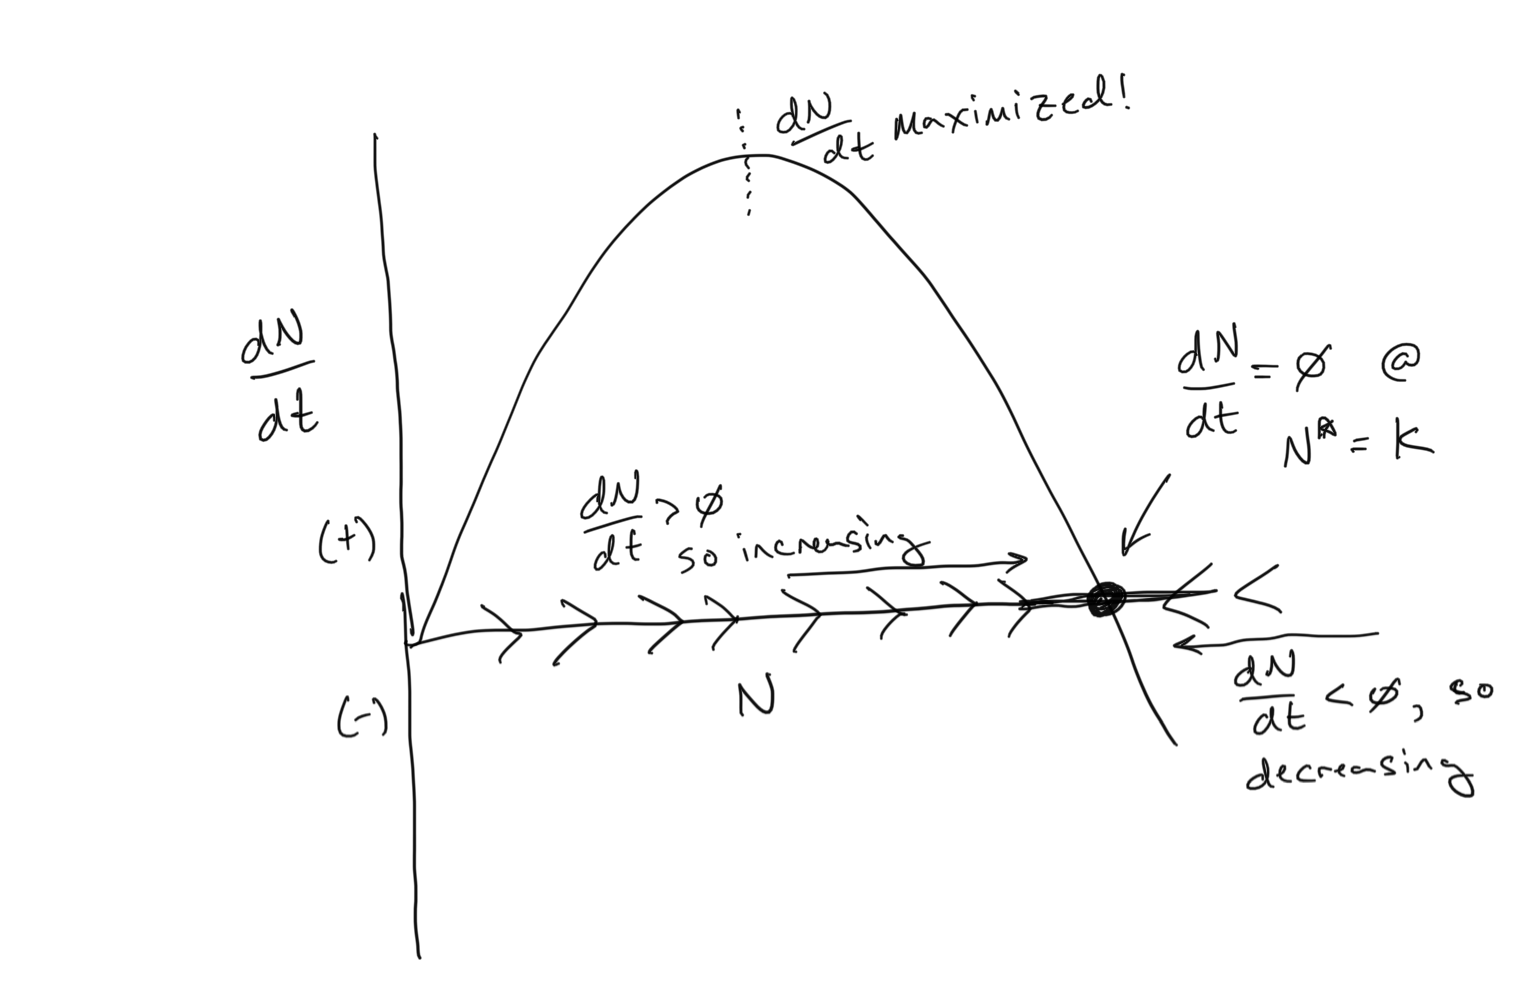 dN/dt maximized!
dN/dt
dN/dt = ∅ @
N* = K
dN/dt > ∅
so increasing
(+)
(-)
N
dN/dt < ∅, so
decreasing